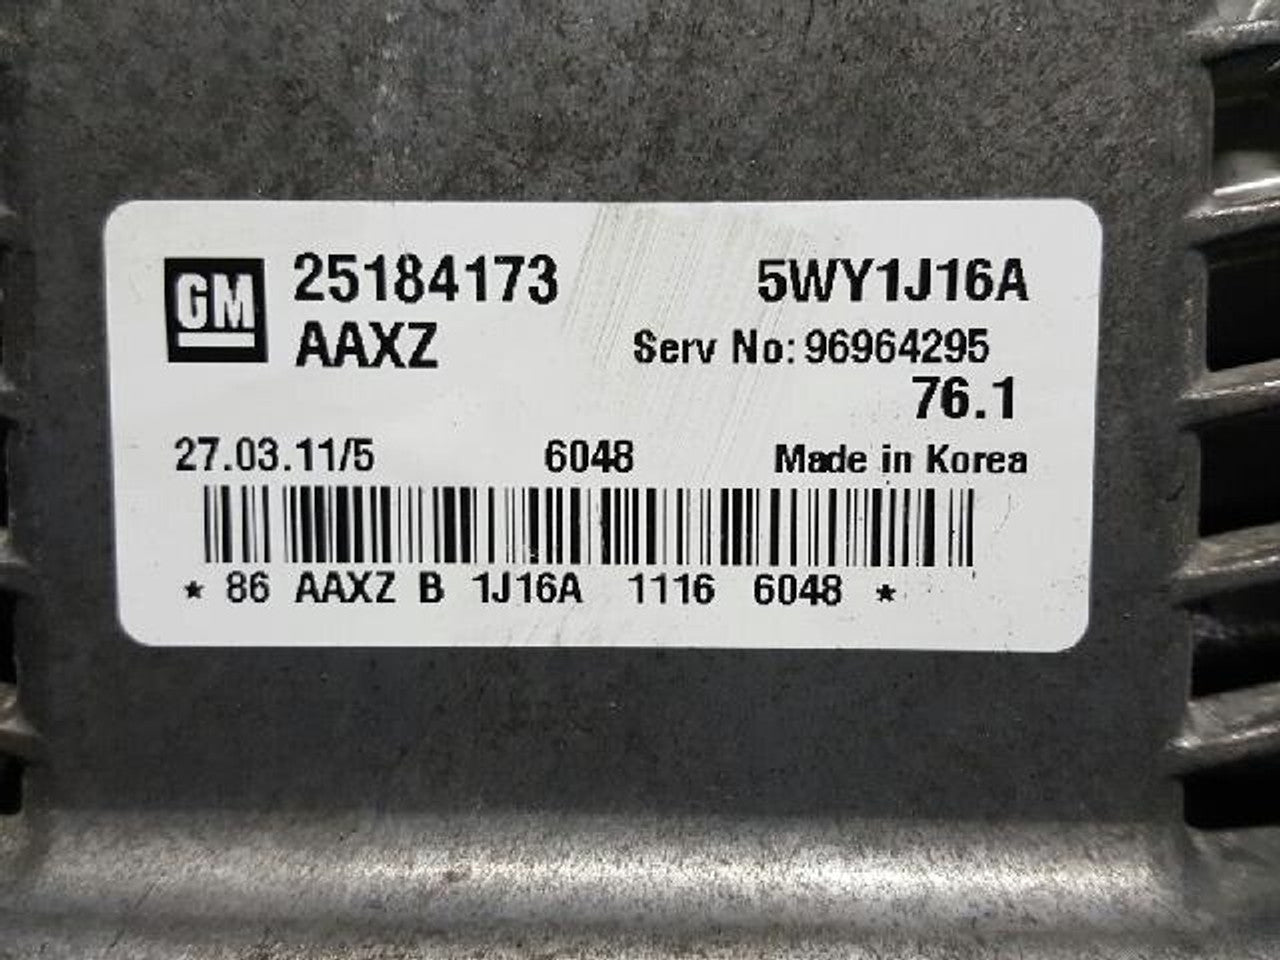 GM 25184173 5WY1J16A
AAXZ Serv No: 96964295
76.1
27.03.11/5 6048 Made in Korea
* 86 AAXZ B 1J16A 1116 6048 *